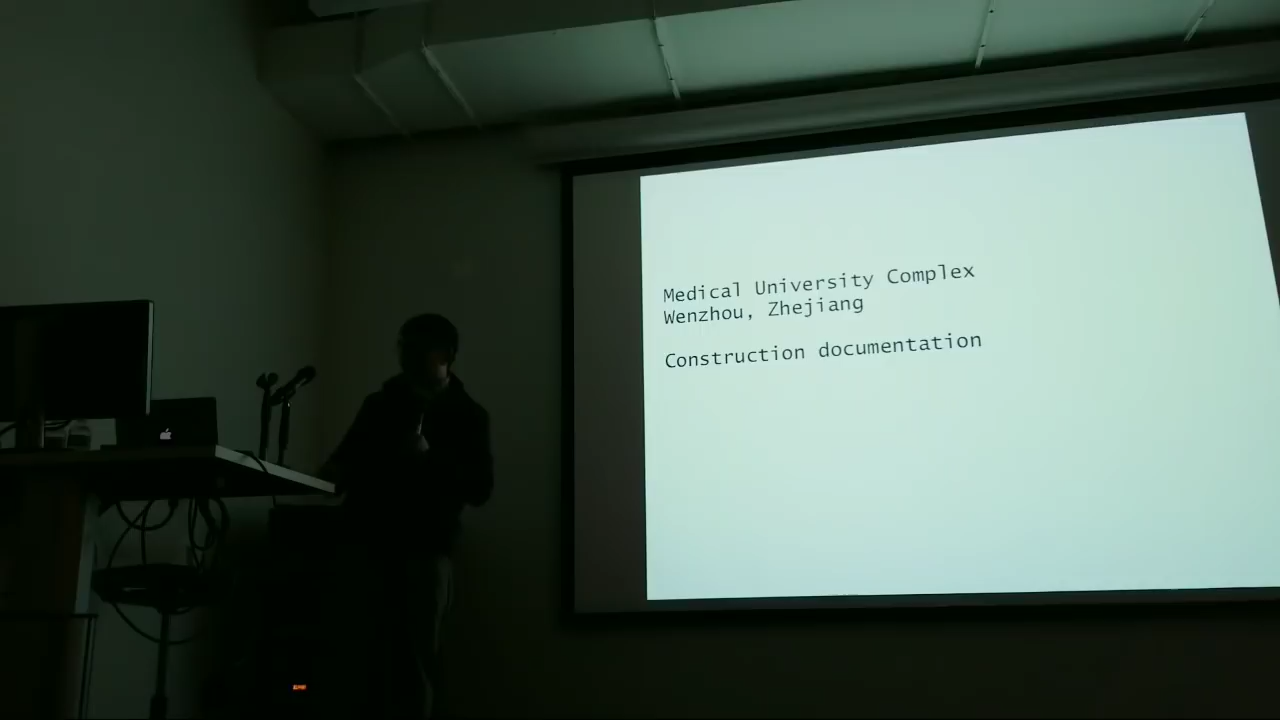 Medical University Complex
Wenzhou, Zhejiang
Construction documentation